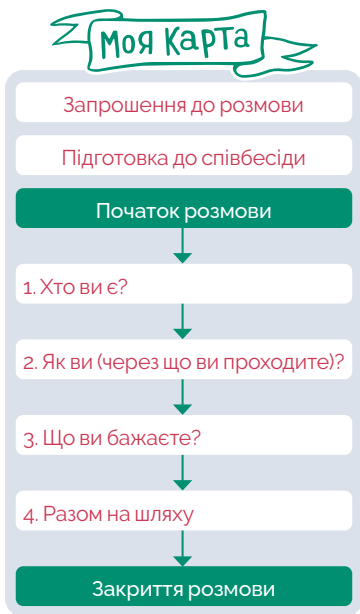 Моя Карта
Запрошення до розмови
Підготовка до співбесіди
Початок розмови
1. Хто ви є?
2. Як ви (через що ви проходите)?
3. Що ви бажаєте?
4. Разом на шляху
Закриття розмови